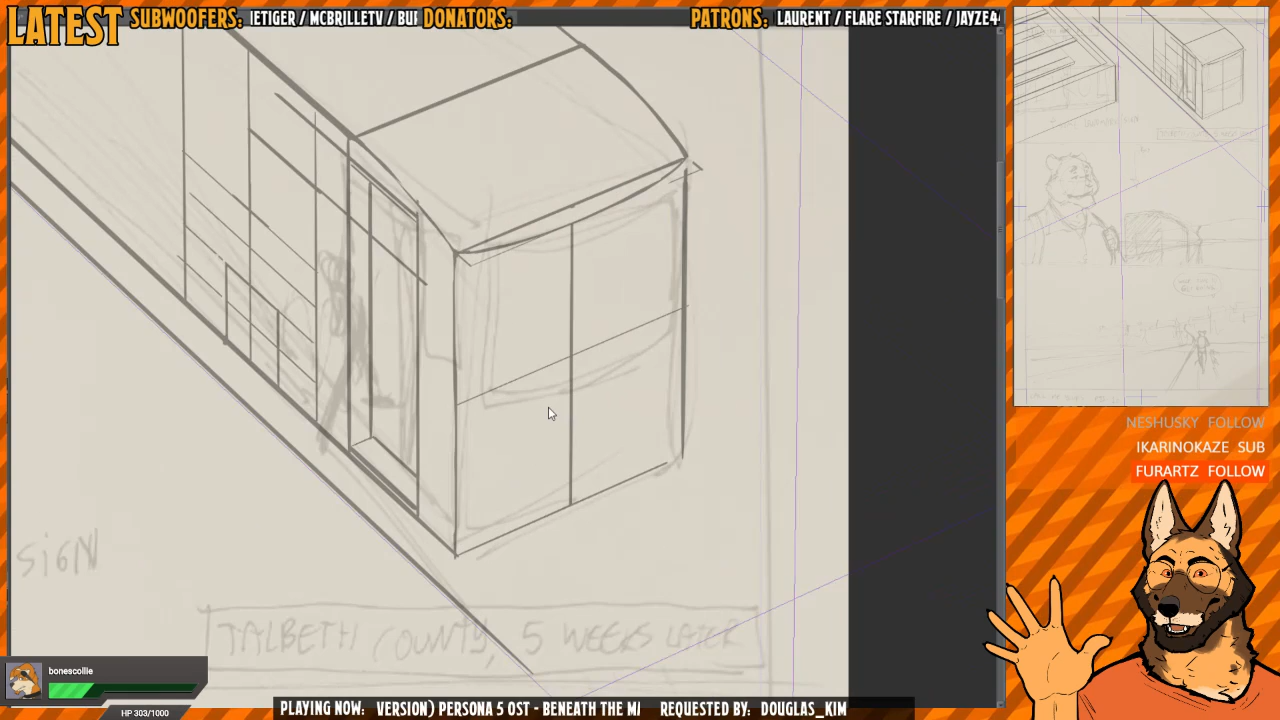 LATEST SUBWOOFERS: IETIGER / MCBRILLETV / BUI DONATORS: PATRONS: LAURENT / FLARE STARFIRE / JAYZE4
SIGN
TALBETH COUNTY, 5 WEEKS LATER
NESHUSKY FOLLOW
IKARINOKAZE SUB
FURARTZ FOLLOW
bonescollie
HP 303/1000
PLAYING NOW: VERSION) PERSONA 5 OST - BENEATH THE MA REQUESTED BY: DOUGLAS_KIM